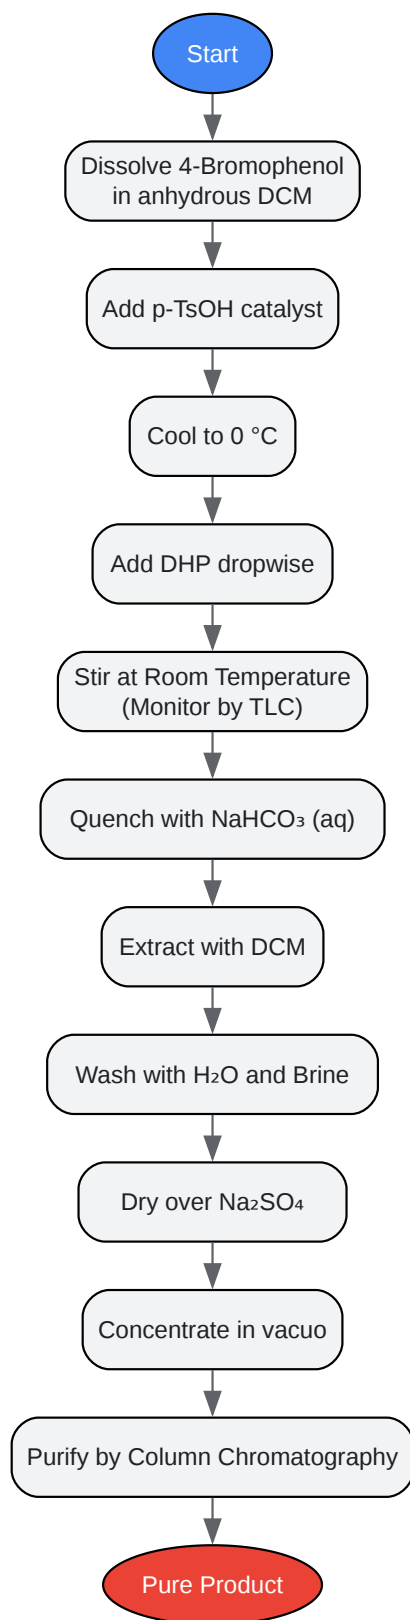 Start
Dissolve 4-Bromophenol
in anhydrous DCM
Add p-TsOH catalyst
Cool to 0 °C
Add DHP dropwise
Stir at Room Temperature
(Monitor by TLC)
Quench with NaHCO₃ (aq)
Extract with DCM
Wash with H₂O and Brine
Dry over Na₂SO₄
Concentrate in vacuo
Purify by Column Chromatography
Pure Product